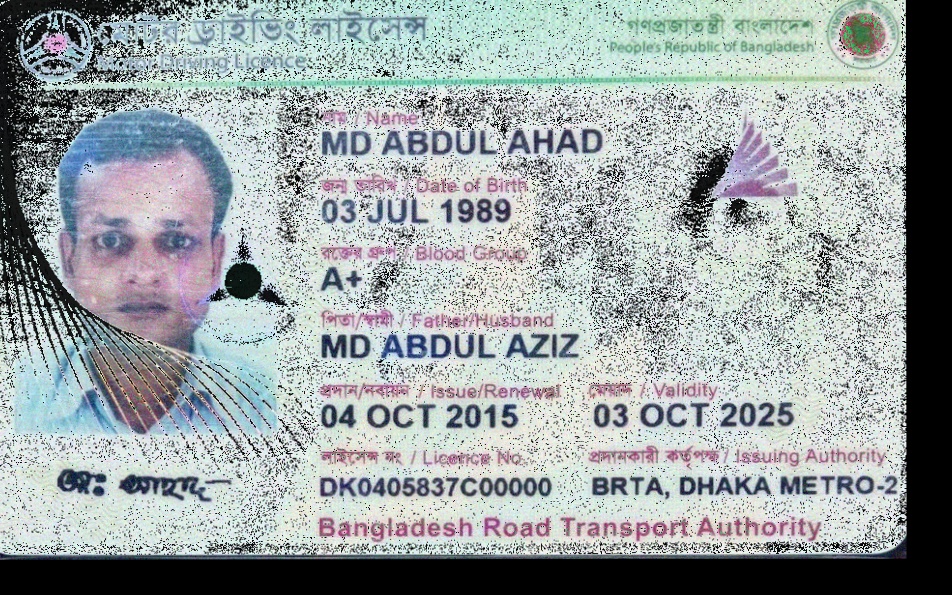 মোটর ড্রাইভিং লাইসেন্স
Motor Driving Licence
গণপ্রজাতন্ত্রী বাংলাদেশ
People's Republic of Bangladesh
নাম / Name
MD ABDUL AHAD
জন্ম তারিখ / Date of Birth
03 JUL 1989
রক্তের গ্রুপ / Blood Group
A+
পিতা/স্বামী / Father/Husband
MD ABDUL AZIZ
প্রদান/নবায়ন / Issue/Renewal
04 OCT 2015
মেয়াদ / Validity
03 OCT 2025
লাইসেন্স নং / Licence No.
DK0405837C00000
প্রদানকারী কর্তৃপক্ষ / Issuing Authority
BRTA, DHAKA METRO-2
Bangladesh Road Transport Authority
আঃ আহাদ